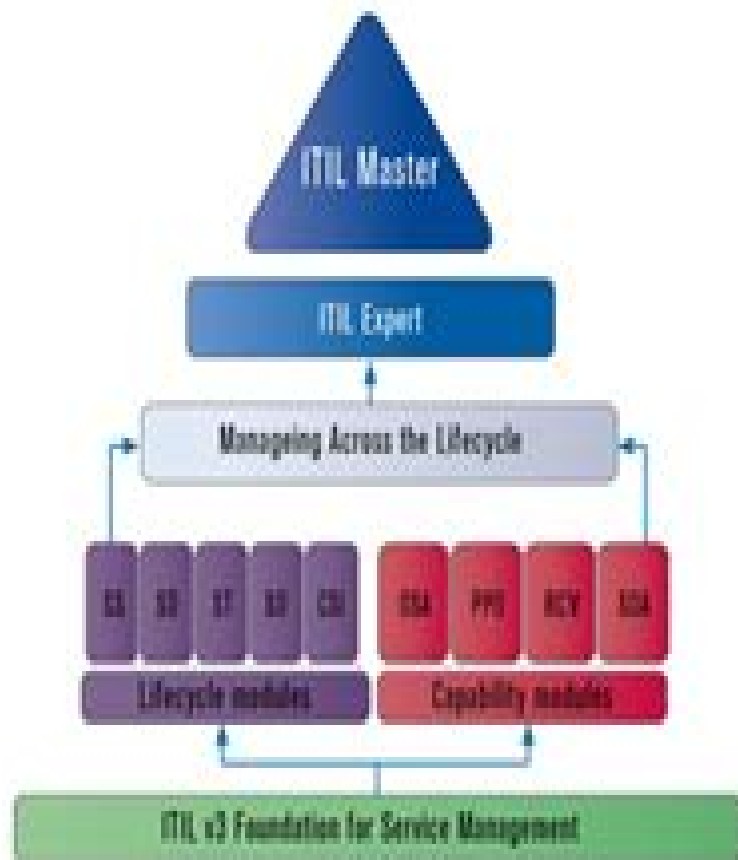 ITIL Master
ITIL Expert
Manageing Across the Lifecycle
SS SD ST SO CSI OSA PPO RCV SOA
Lifecycle modules Capability modules
ITIL v3 Foundation for Service Management